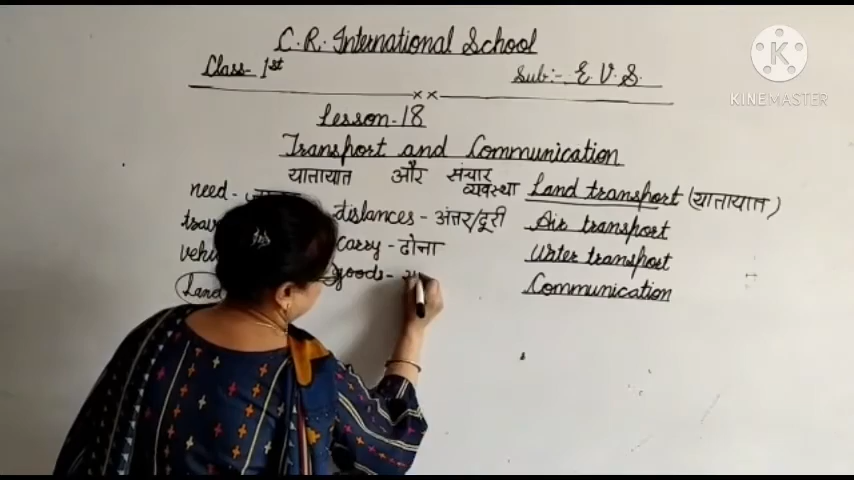 C.R. International School
Class- 1st
Sub:- E V S.
Lesson-18
Transport and Communication
यातायात और संचार व्यवस्था
need -
distances - अंतर/दूरी
carry - ढोना
goods -
Land
Land transport (यातायात)
Air transport
Water transport
Communication
K
KINEMASTER